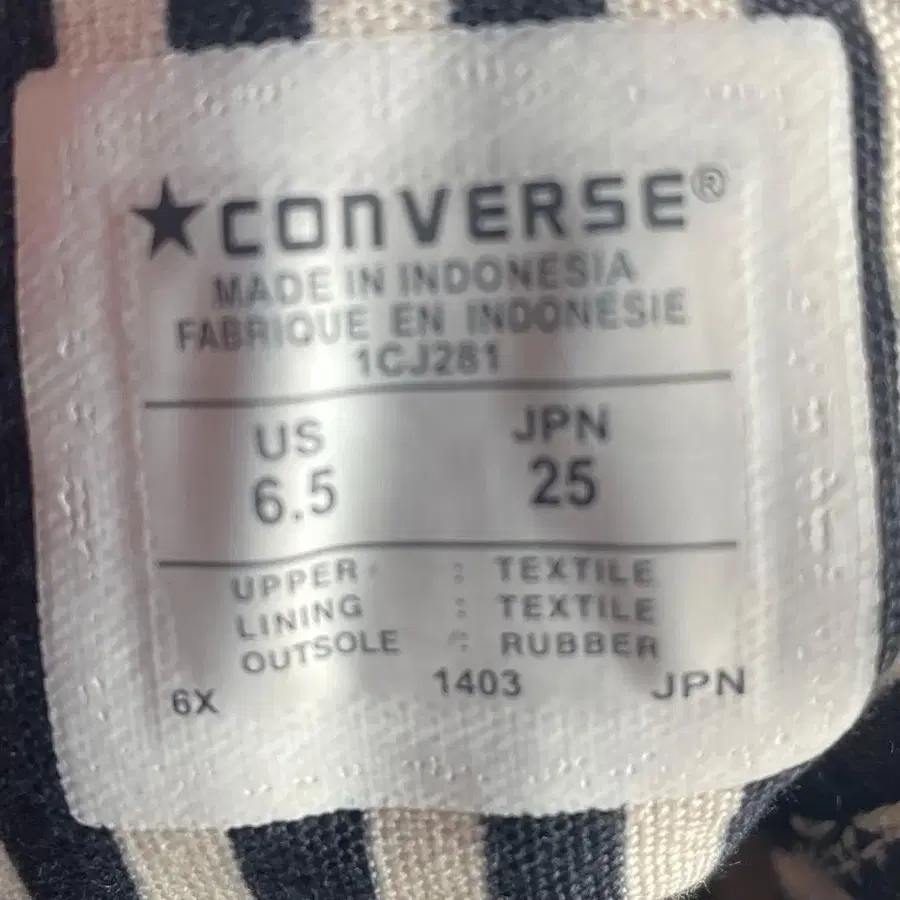 ★CONVERSE®
MADE IN INDONESIA
FABRIQUE EN INDONESIE
1CJ281
US JPN
6.5 25
UPPER : TEXTILE
LINING : TEXTILE
OUTSOLE : RUBBER
6X 1403 JPN